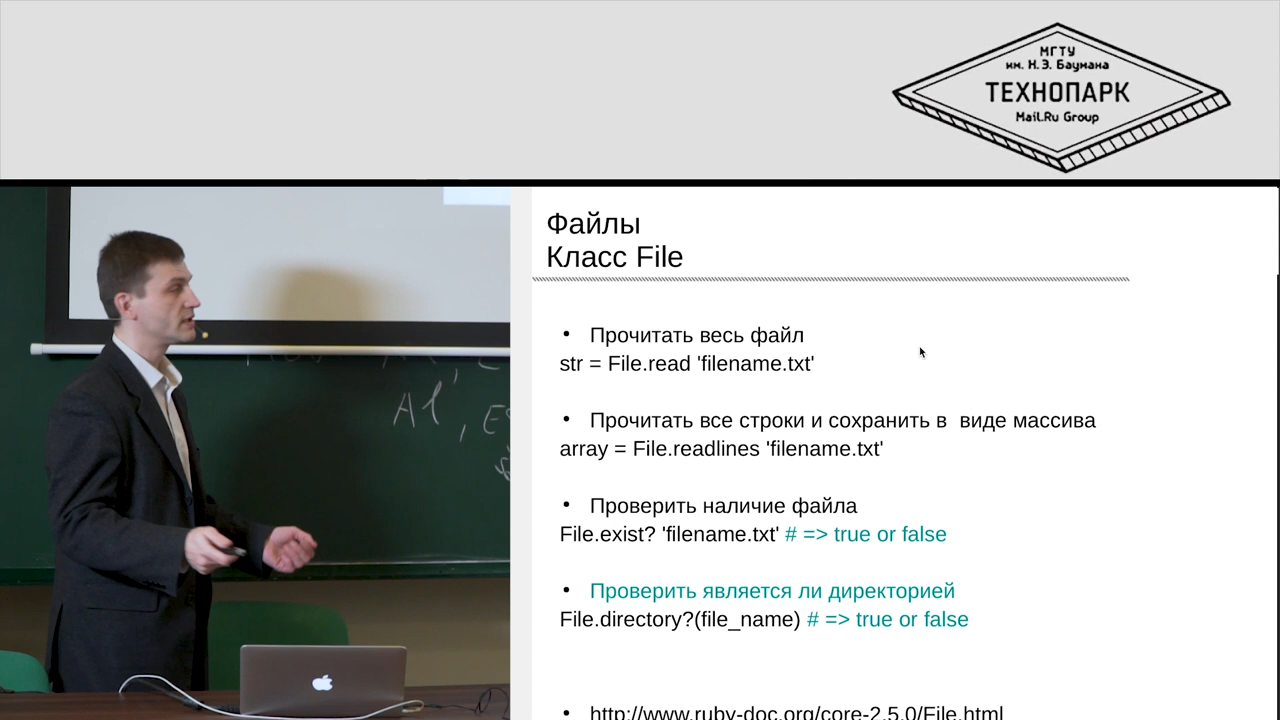 МГТУ
им. Н.Э. Баумана
ТЕХНОПАРК
Mail.Ru Group
Файлы
Класс File
• Прочитать весь файл
str = File.read 'filename.txt'
• Прочитать все строки и сохранить в  виде массива
array = File.readlines 'filename.txt'
• Проверить наличие файла
File.exist? 'filename.txt' # => true or false
• Проверить является ли директорией
File.directory?(file_name) # => true or false
• http://www.ruby-doc.org/core-2.5.0/File.html